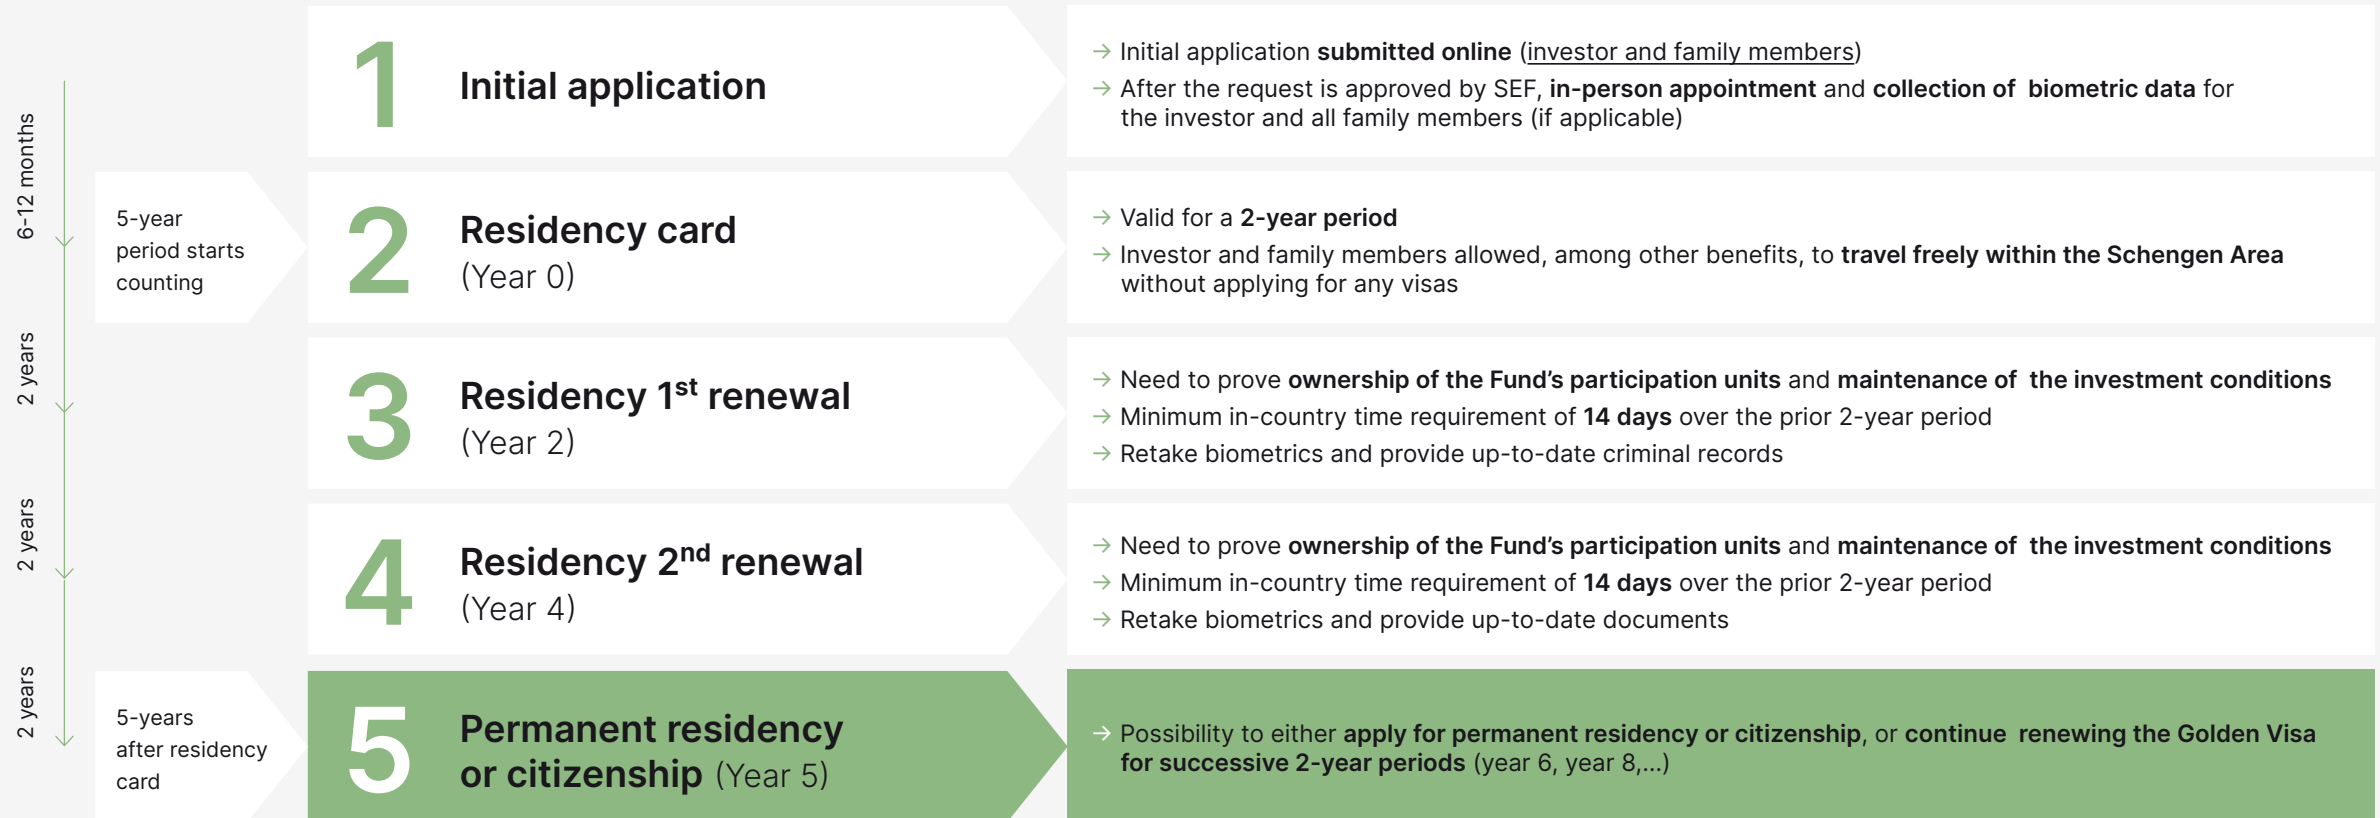 6-12 months
1
Initial application
→ Initial application submitted online (investor and family members)
→ After the request is approved by SEF, in-person appointment and collection of biometric data for
the investor and all family members (if applicable)
5-year
period starts
counting
2
Residency card
(Year 0)
→ Valid for a 2-year period
→ Investor and family members allowed, among other benefits, to travel freely within the Schengen Area
without applying for any visas
2 years
3
Residency 1st renewal
(Year 2)
→ Need to prove ownership of the Fund’s participation units and maintenance of the investment conditions
→ Minimum in-country time requirement of 14 days over the prior 2-year period
→ Retake biometrics and provide up-to-date criminal records
2 years
4
Residency 2nd renewal
(Year 4)
→ Need to prove ownership of the Fund’s participation units and maintenance of the investment conditions
→ Minimum in-country time requirement of 14 days over the prior 2-year period
→ Retake biometrics and provide up-to-date documents
2 years
5-years
after residency
card
5
Permanent residency
or citizenship (Year 5)
→ Possibility to either apply for permanent residency or citizenship, or continue renewing the Golden Visa
for successive 2-year periods (year 6, year 8,...)